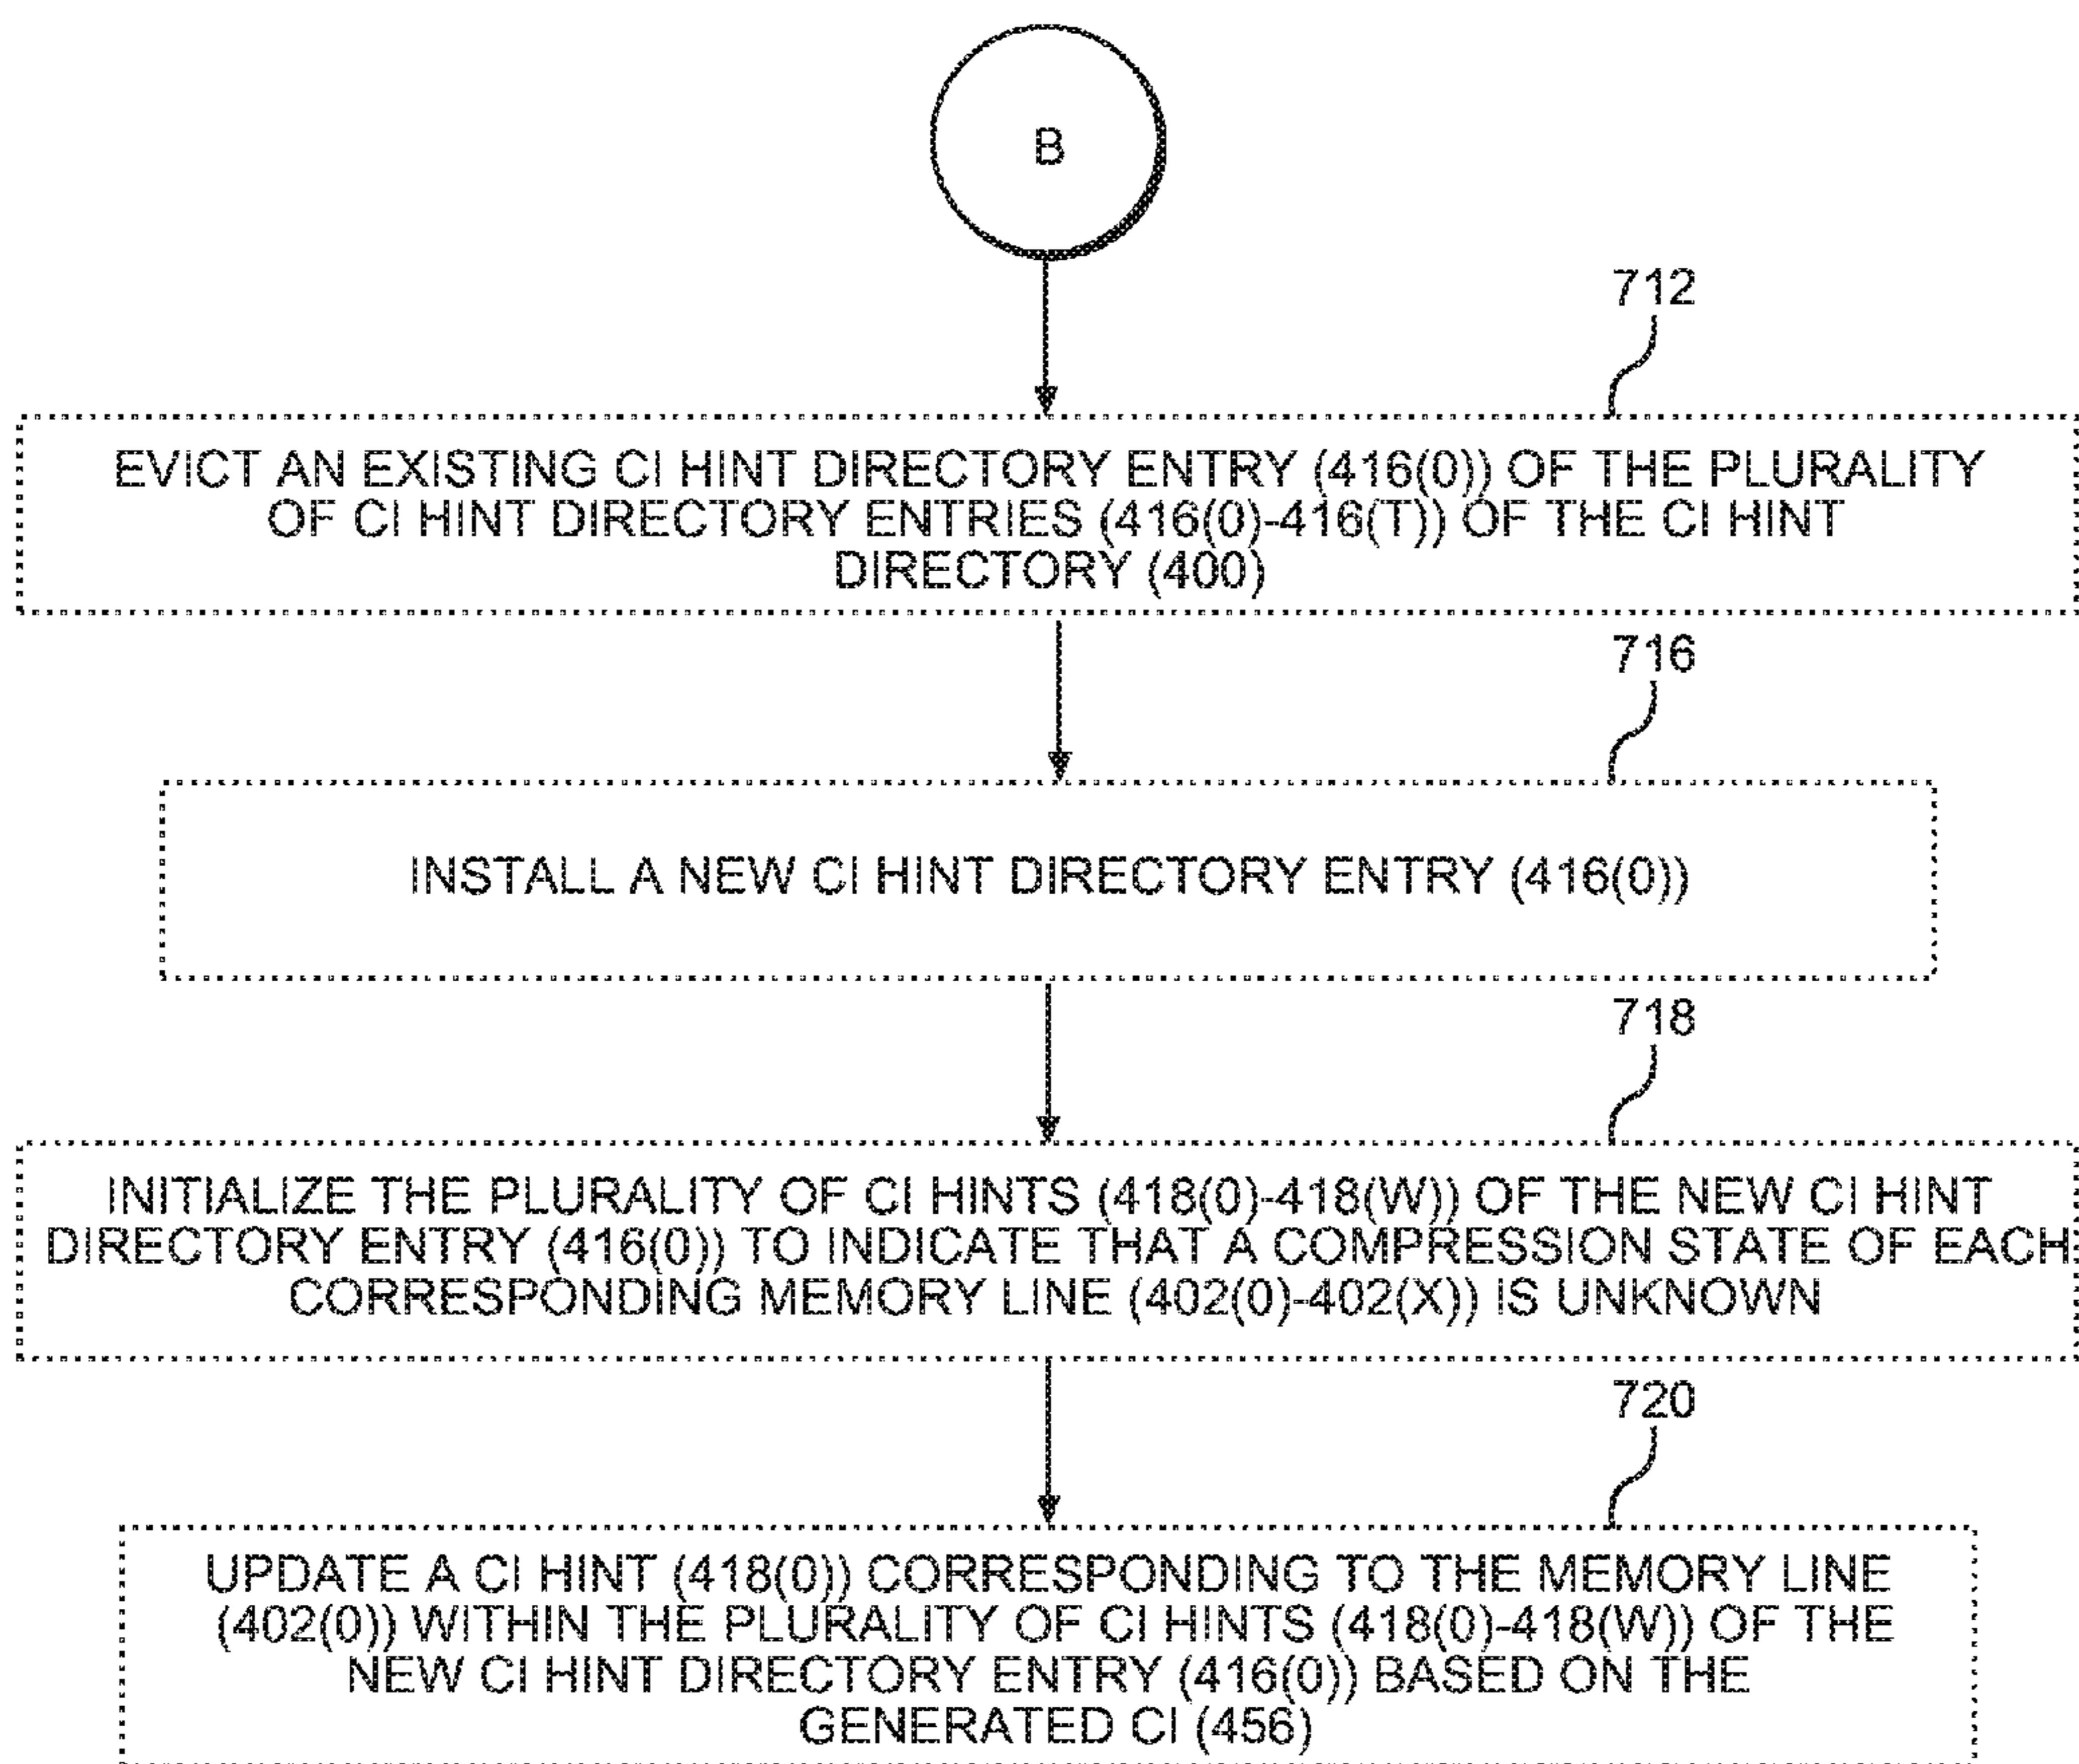 B
712
EVICT AN EXISTING CI HINT DIRECTORY ENTRY (416(0)) OF THE PLURALITY
OF CI HINT DIRECTORY ENTRIES (416(0)-416(T)) OF THE CI HINT
DIRECTORY (400)
716
INSTALL A NEW CI HINT DIRECTORY ENTRY (416(0))
718
INITIALIZE THE PLURALITY OF CI HINTS (418(0)-418(W)) OF THE NEW CI HINT
DIRECTORY ENTRY (416(0)) TO INDICATE THAT A COMPRESSION STATE OF EACH
CORRESPONDING MEMORY LINE (402(0)-402(X)) IS UNKNOWN
720
UPDATE A CI HINT (418(0)) CORRESPONDING TO THE MEMORY LINE
(402(0)) WITHIN THE PLURALITY OF CI HINTS (418(0)-418(W)) OF THE
NEW CI HINT DIRECTORY ENTRY (416(0)) BASED ON THE
GENERATED CI (456)